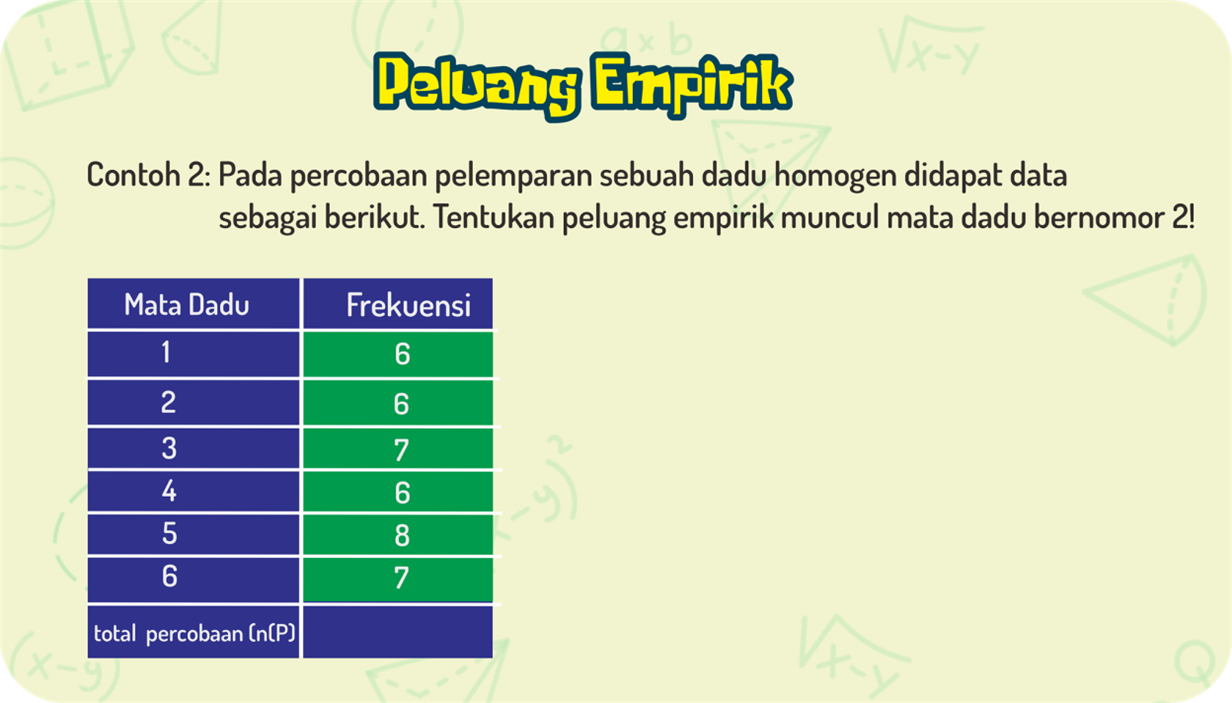 a×b
√x-y
Peluang Empirik
Contoh 2: Pada percobaan pelemparan sebuah dadu homogen didapat data
sebagai berikut. Tentukan peluang empirik muncul mata dadu bernomor 2!
Mata Dadu Frekuensi
1 6
2 6
3 7
4 6
5 8
6 7
total percobaan (n(P)
-y)²
(x-y)
√x-y
Q